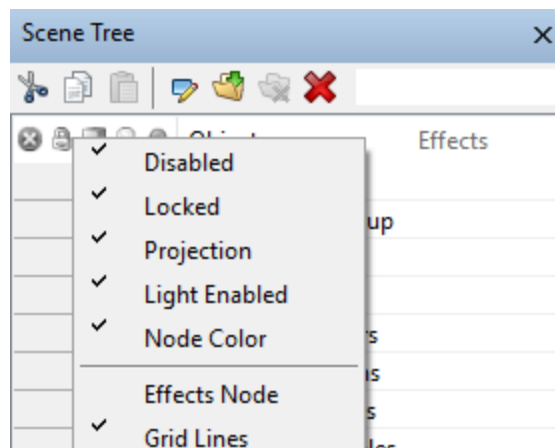 Scene Tree
Effects
Disabled
Locked
up
Projection
Light Enabled
Node Color
Effects Node
Grid Lines